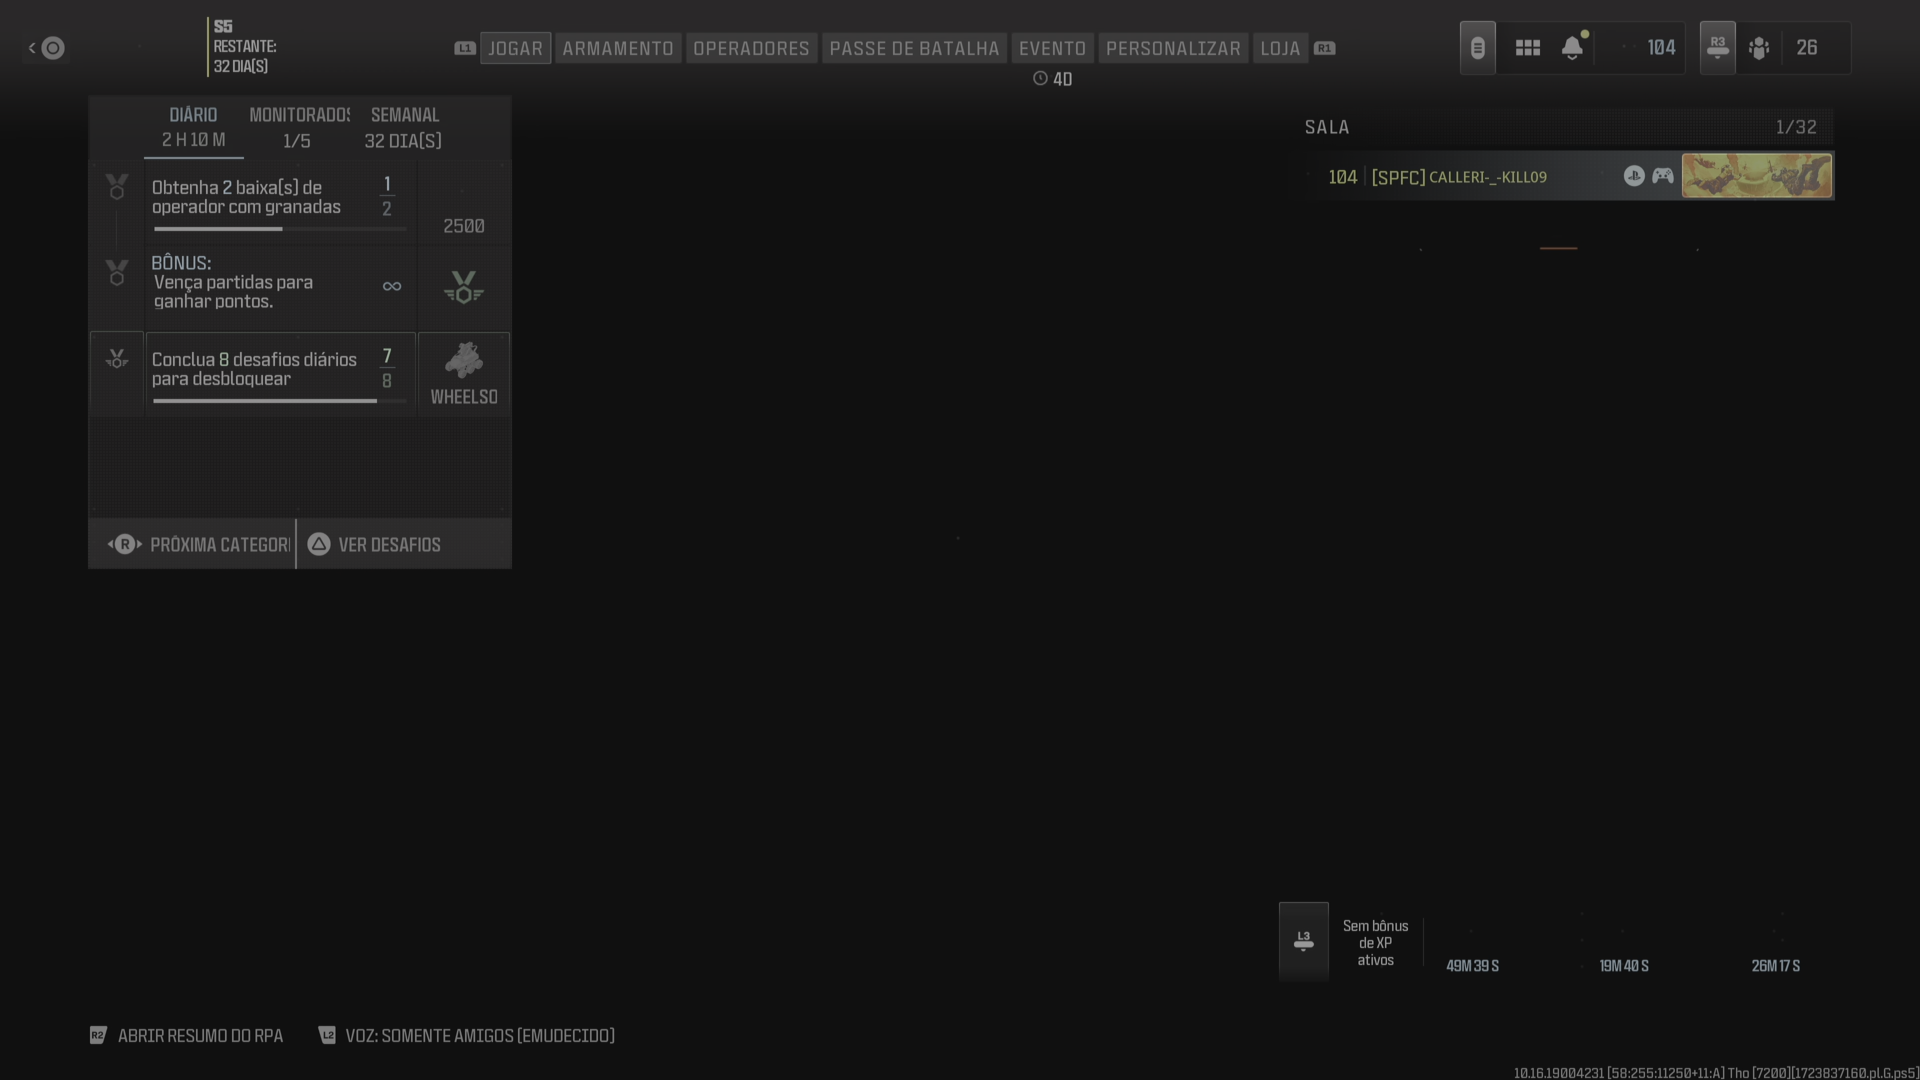 S5
RESTANTE:
32 DIA(S)
L1 JOGAR ARMAMENTO OPERADORES PASSE DE BATALHA EVENTO PERSONALIZAR LOJA R1
4D
104
R3
26
DIÁRIO MONITORADOS SEMANAL
2 H 10 M 1/5 32 DIA(S)
Obtenha 2 baixa(s) de
operador com granadas
1
2
2500
BÔNUS:
Vença partidas para
ganhar pontos.
∞
Conclua 8 desafios diários
para desbloquear
7
8
WHEELSO
R PRÓXIMA CATEGORI
VER DESAFIOS
SALA 1/32
104 [SPFC] CALLERI-_-KILL09
L3
Sem bônus
de XP
ativos
49M 39 S 19M 40 S 26M 17 S
R2 ABRIR RESUMO DO RPA L2 VOZ: SOMENTE AMIGOS (EMUDECIDO)
10.16.19004231 [58:255:11250+11:A] Tho [7200][1723837160.pl.G.ps5]